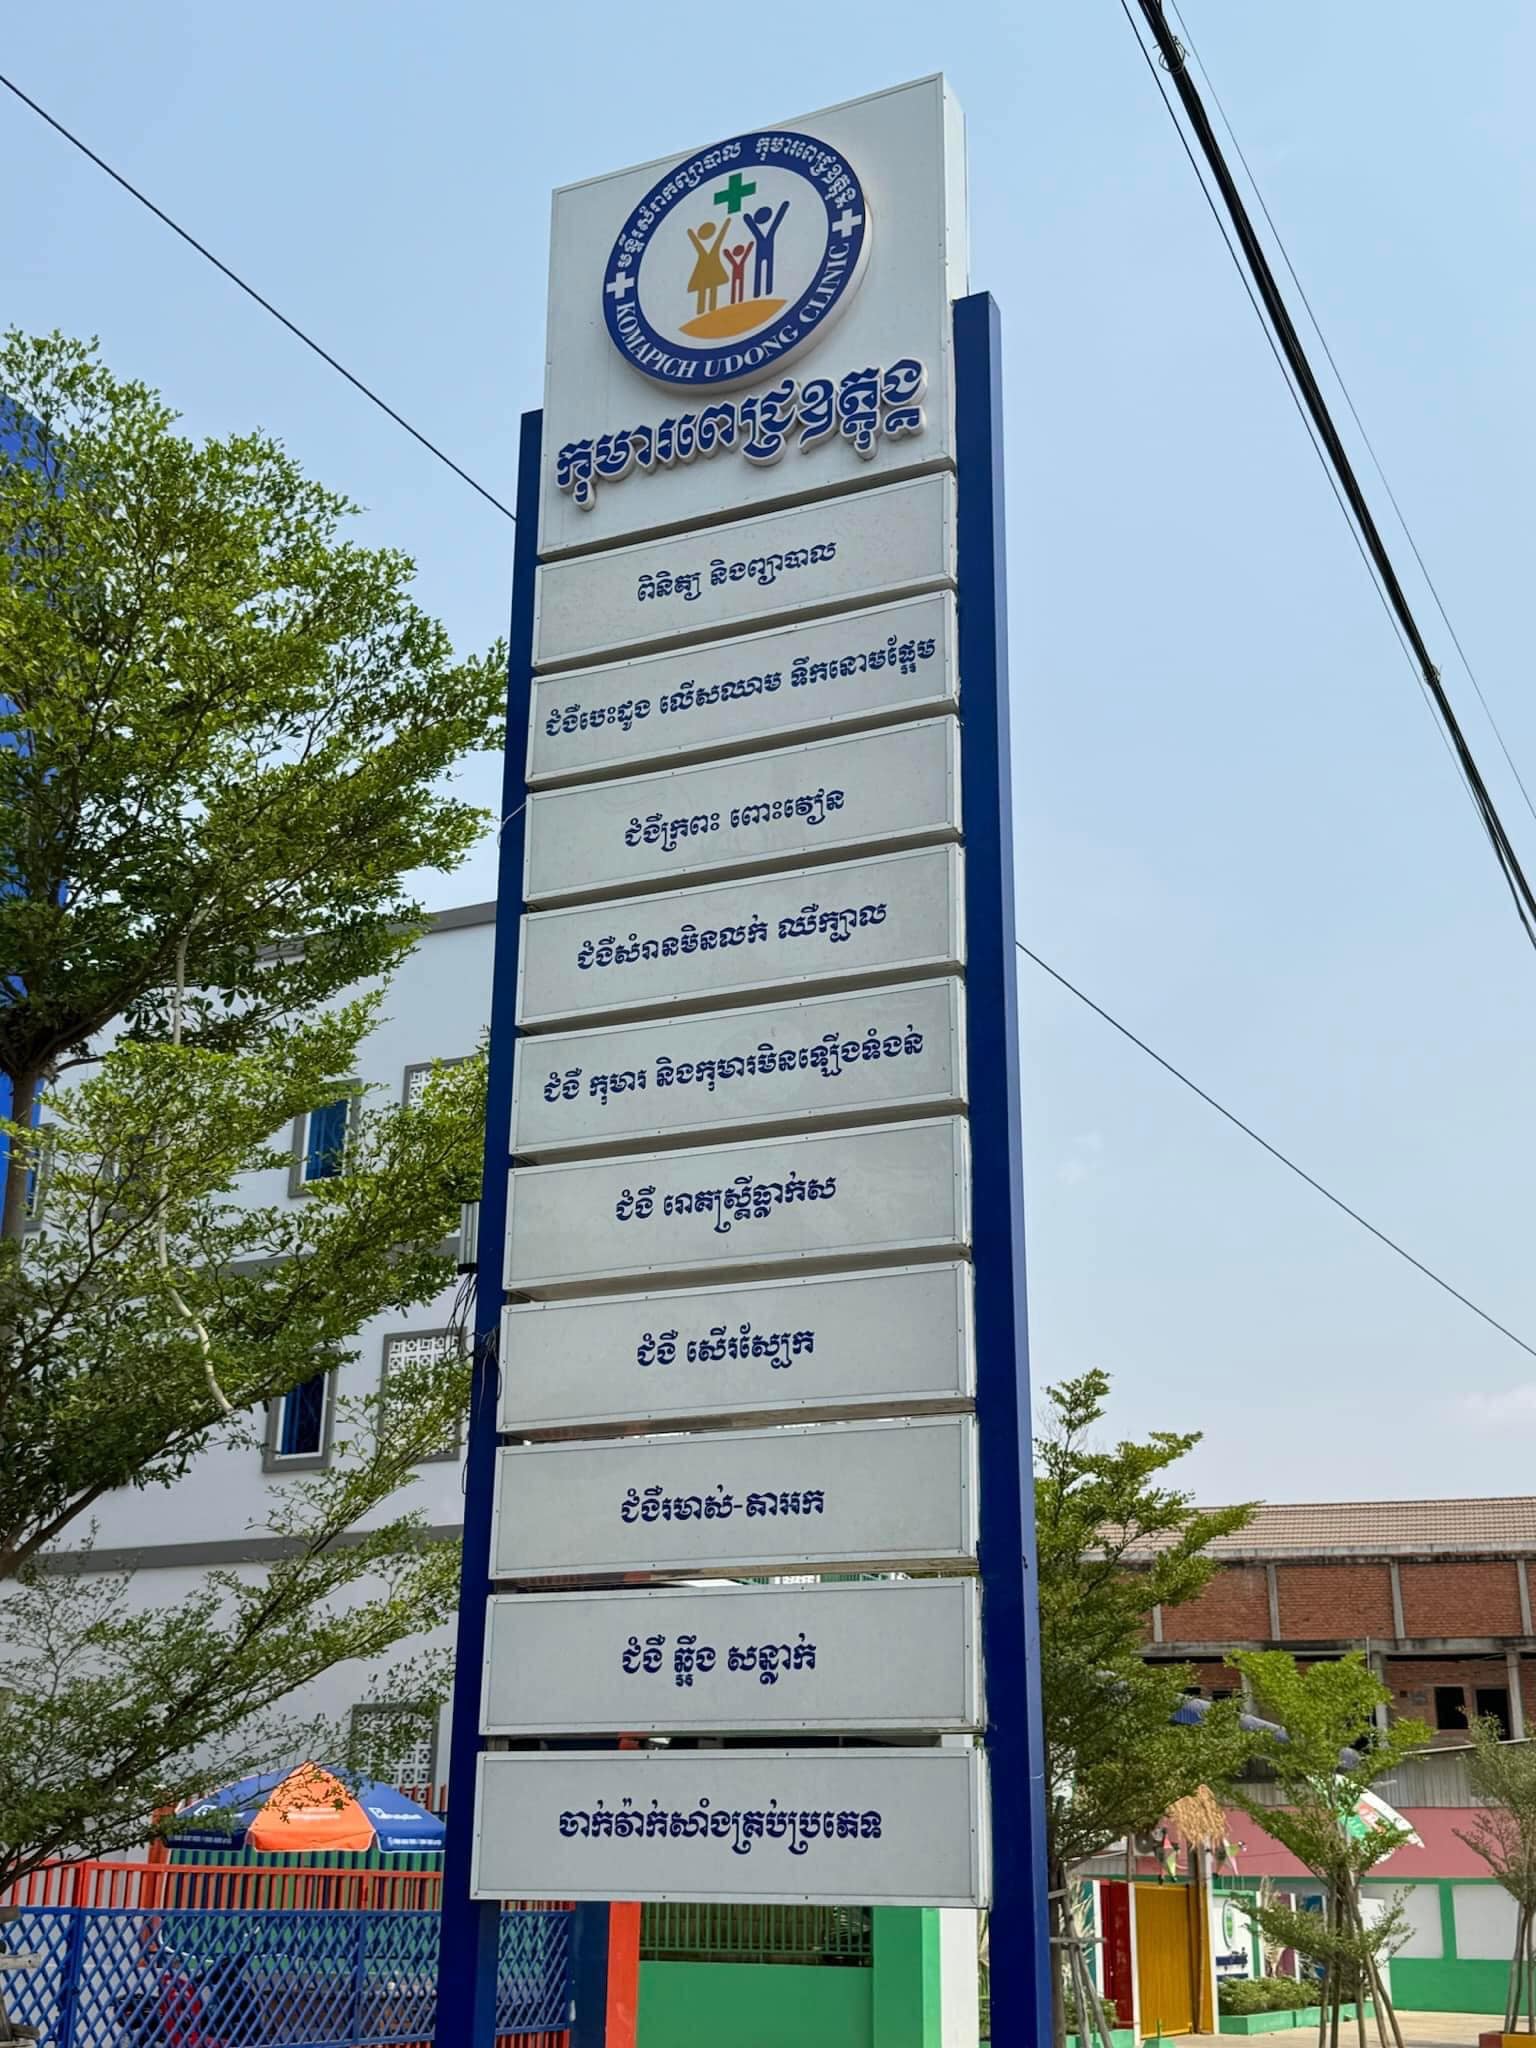 មន្ទីរសំរាកព្យាបាល កុមារពេជ្រឧត្តុង្គ
KOMAPICH UDONG CLINIC
កុមារពេជ្រឧត្តុង្គ
ពិនិត្យ និងព្យាបាល
ជំងឺបេះដូង លើសឈាម ទឹកនោមផ្អែម
ជំងឺក្រពះ ពោះវៀន
ជំងឺសំរានមិនលក់ ឈឺក្បាល
ជំងឺ កុមារ និងកុមារមិនឡើងទំងន់
ជំងឺ រោគស្ត្រីធ្លាក់ស
ជំងឺ សើរស្បែក
ជំងឺរមាស់-តាអក
ជំងឺ ឆ្អឹង សន្លាក់
ចាក់វ៉ាក់សាំងគ្រប់ប្រភេទ